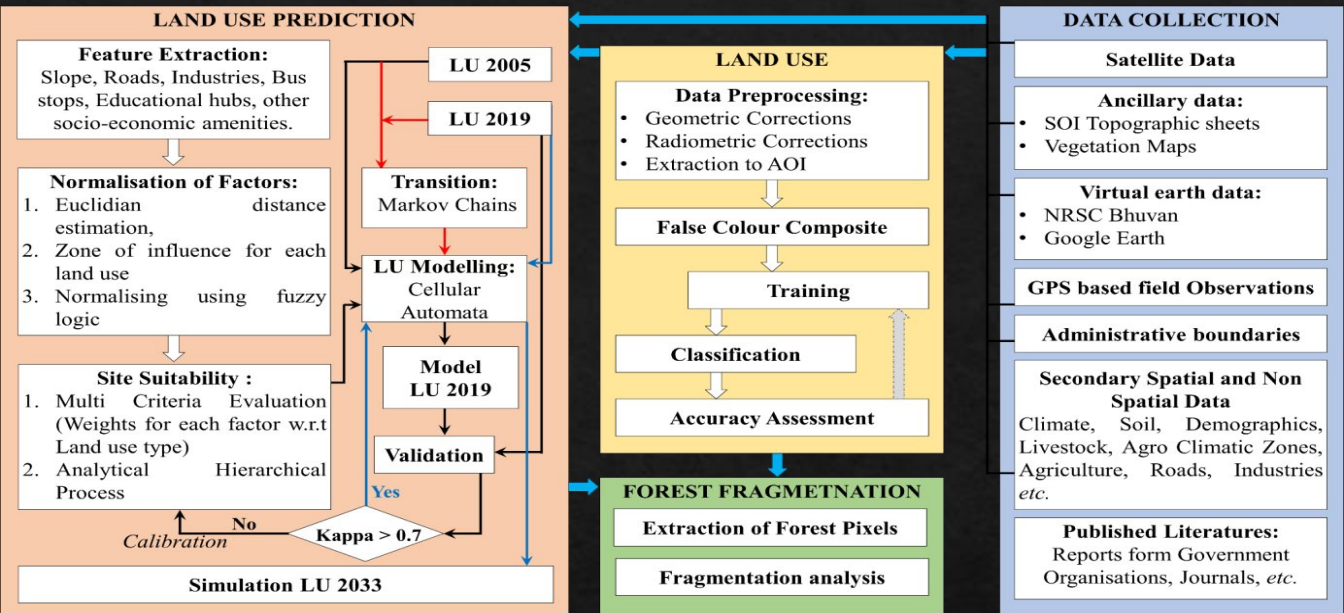 LAND USE PREDICTION
Feature Extraction:
Slope, Roads, Industries, Bus
stops, Educational hubs, other
socio-economic amenities.
Normalisation of Factors:
1. Euclidian distance
estimation,
2. Zone of influence for each
land use
3. Normalising using fuzzy
logic
Site Suitability :
1. Multi Criteria Evaluation
(Weights for each factor w.r.t
Land use type)
2. Analytical Hierarchical
Process
LU 2005
LU 2019
Transition:
Markov Chains
LU Modelling:
Cellular
Automata
Model
LU 2019
Validation
Yes
No
Calibration
Kappa > 0.7
Simulation LU 2033
LAND USE
Data Preprocessing:
• Geometric Corrections
• Radiometric Corrections
• Extraction to AOI
False Colour Composite
Training
Classification
Accuracy Assessment
FOREST FRAGMETNATION
Extraction of Forest Pixels
Fragmentation analysis
DATA COLLECTION
Satellite Data
Ancillary data:
• SOI Topographic sheets
• Vegetation Maps
Virtual earth data:
• NRSC Bhuvan
• Google Earth
GPS based field Observations
Administrative boundaries
Secondary Spatial and Non
Spatial Data
Climate, Soil, Demographics,
Livestock, Agro Climatic Zones,
Agriculture, Roads, Industries
etc.
Published Literatures:
Reports form Government
Organisations, Journals, etc.